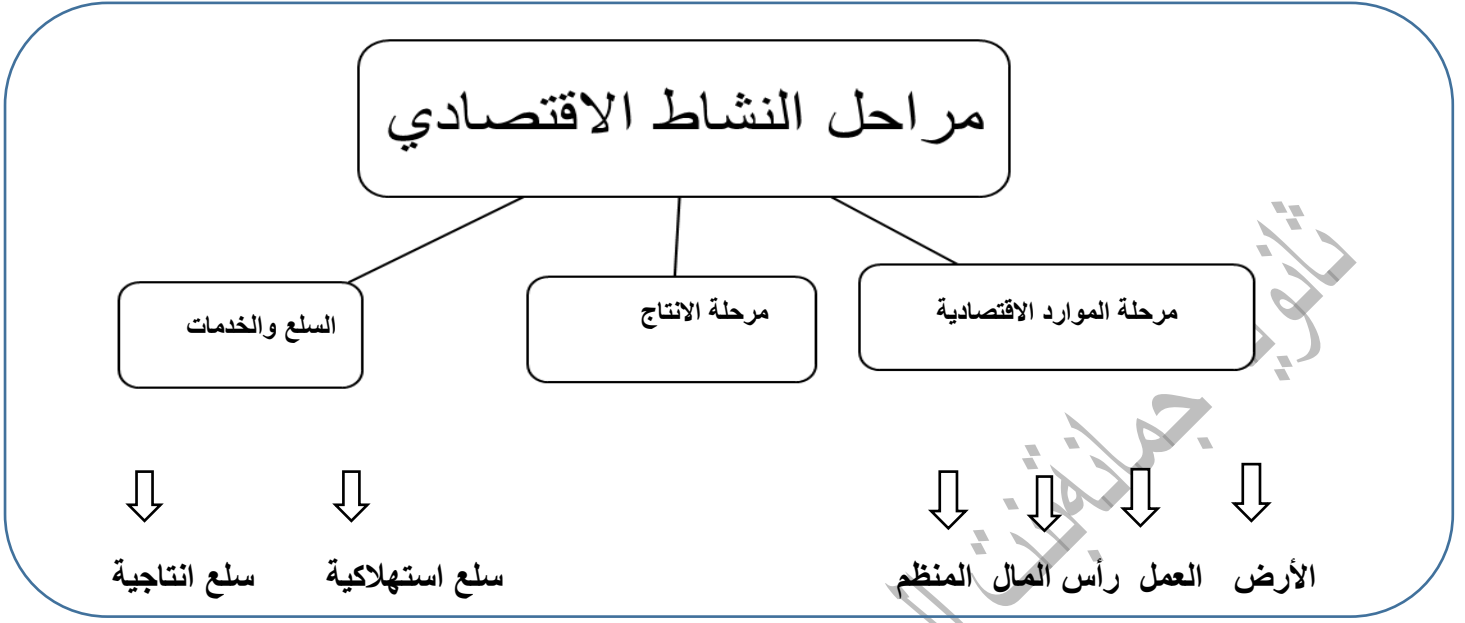 مراحل النشاط الاقتصادي
مرحلة الموارد الاقتصادية
مرحلة الانتاج
السلع والخدمات
الأرض العمل رأس المال المنظم
سلع استهلاكية سلع انتاجية